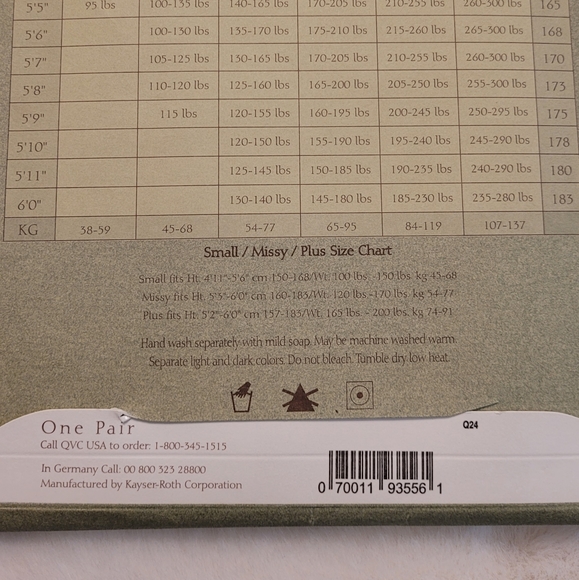 5'5" 95 lbs 100-135 lbs 140-165 lbs 170-205 lbs 210-255 lbs 260-300 lbs 165
5'6" 100-130 lbs 135-170 lbs 175-210 lbs 215-260 lbs 265-300 lbs 168
5'7" 105-125 lbs 130-165 lbs 170-205 lbs 210-255 lbs 260-300 lbs 170
5'8" 110-120 lbs 125-160 lbs 165-200 lbs 205-250 lbs 255-300 lbs 173
5'9" 115 lbs 120-155 lbs 160-195 lbs 200-245 lbs 250-295 lbs 175
5'10" 120-150 lbs 155-190 lbs 195-240 lbs 245-290 lbs 178
5'11" 125-145 lbs 150-185 lbs 190-235 lbs 240-290 lbs 180
6'0" 130-140 lbs 145-180 lbs 185-230 lbs 235-280 lbs 183
KG 38-59 45-68 54-77 65-95 84-119 107-137
Small / Missy / Plus Size Chart
Small fits Ht. 4'11"-5'6" cm 150-168/Wt. 100 lbs. -150 lbs. kg 45-68
Missy fits Ht. 5'3"-6'0" cm 160-183/Wt. 120 lbs -170 lbs. kg 54-77
Plus fits Ht. 5'2"-6'0" cm 157-183/Wt. 165 lbs. - 200 lbs. kg 74-91
Hand wash separately with mild soap. May be machine washed warm.
Separate light and dark colors. Do not bleach. Tumble dry low heat.
One Pair
Q24
Call QVC USA to order: 1-800-345-1515
In Germany Call: 00 800 323 28800
Manufactured by Kayser-Roth Corporation
0 70011 93556 1